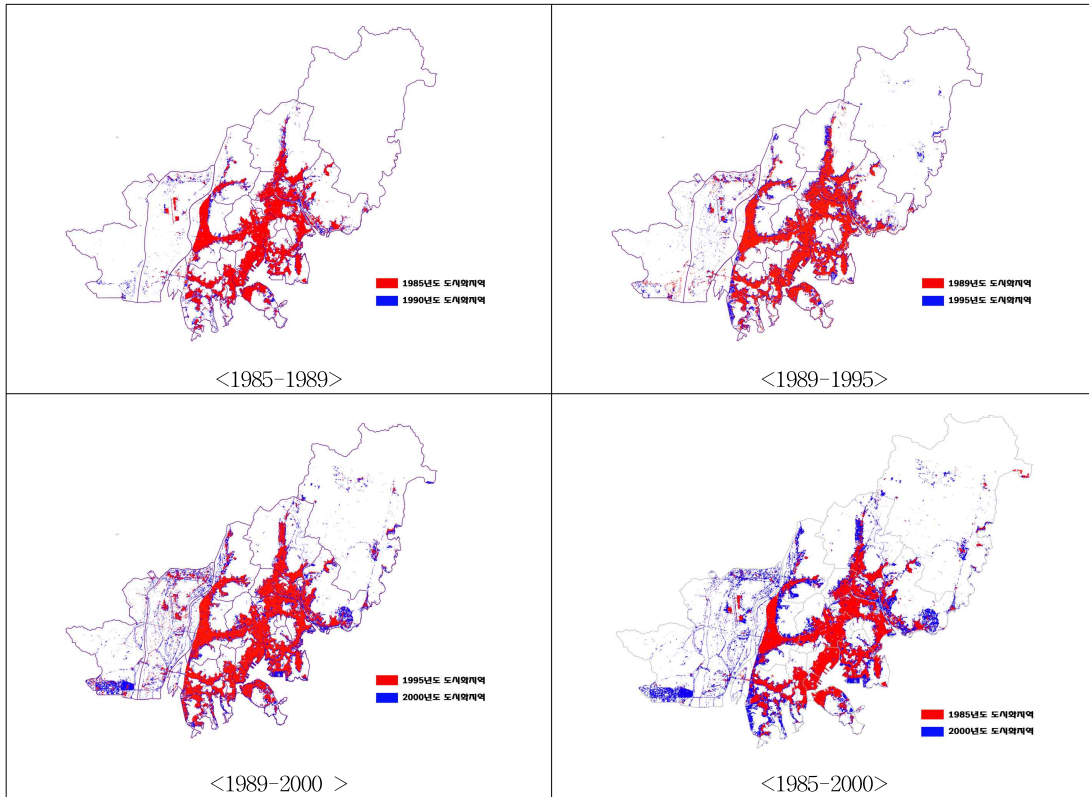 1985년도 도시화지역
1990년도 도시화지역
<1985-1989>
1989년도 도시화지역
1995년도 도시화지역
<1989-1995>
1995년도 도시화지역
2000년도 도시화지역
<1989-2000 >
1985년도 도시화지역
2000년도 도시화지역
<1985-2000>